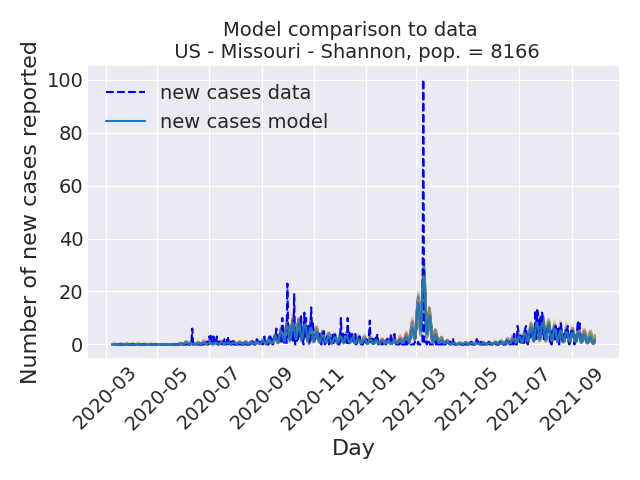 Model comparison to data
US - Missouri - Shannon, pop. = 8166
Number of new cases reported
100
80
60
40
20
0
new cases data
new cases model
2020-03
2020-05
2020-07
2020-09
2020-11
2021-01
2021-03
2021-05
2021-07
2021-09
Day